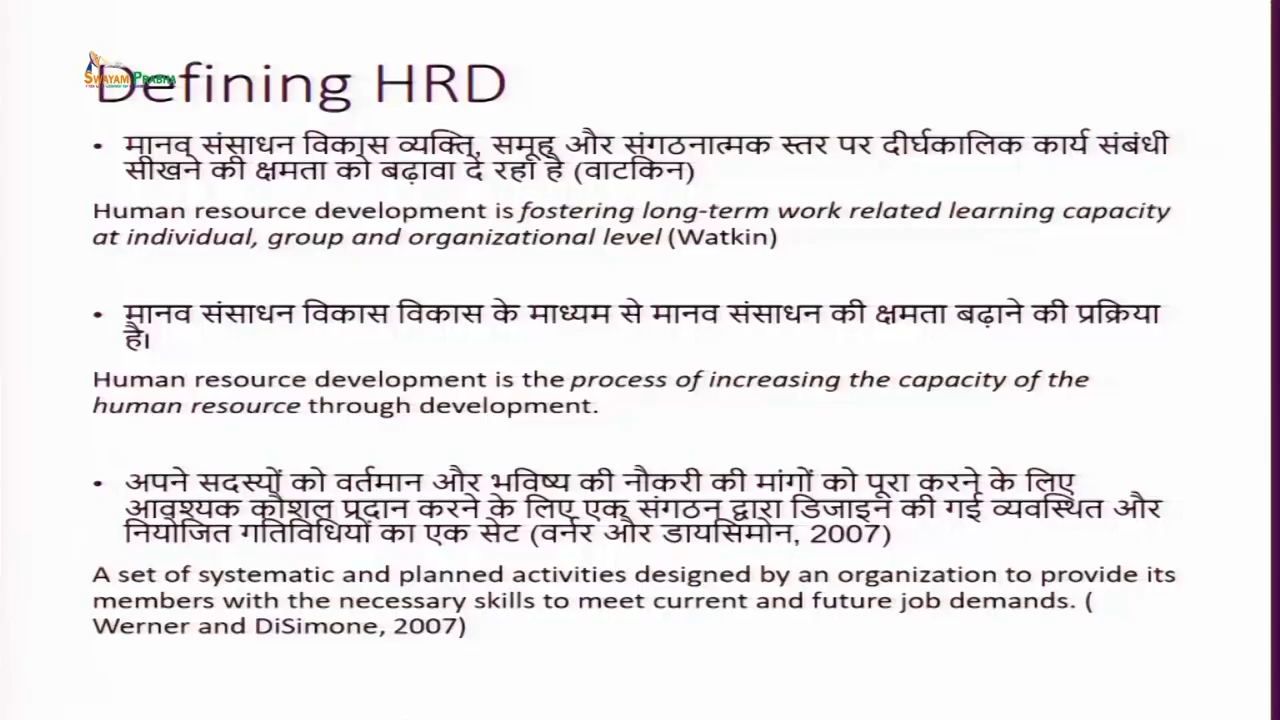 SWAYAM PRABHA
Defining HRD
• मानव संसाधन विकास व्यक्ति, समूह और संगठनात्मक स्तर पर दीर्घकालिक कार्य संबंधी
सीखने की क्षमता को बढ़ावा दे रहा है (वाटकिन)
Human resource development is fostering long-term work related learning capacity
at individual, group and organizational level (Watkin)
• मानव संसाधन विकास विकास के माध्यम से मानव संसाधन की क्षमता बढ़ाने की प्रक्रिया
है।
Human resource development is the process of increasing the capacity of the
human resource through development.
• अपने सदस्यों को वर्तमान और भविष्य की नौकरी की मांगों को पूरा करने के लिए
आवश्यक कौशल प्रदान करने के लिए एक संगठन द्वारा डिजाइन की गई व्यवस्थित और
नियोजित गतिविधियों का एक सेट (वर्नर और डायसिमोन, 2007)
A set of systematic and planned activities designed by an organization to provide its
members with the necessary skills to meet current and future job demands. (
Werner and DiSimone, 2007)